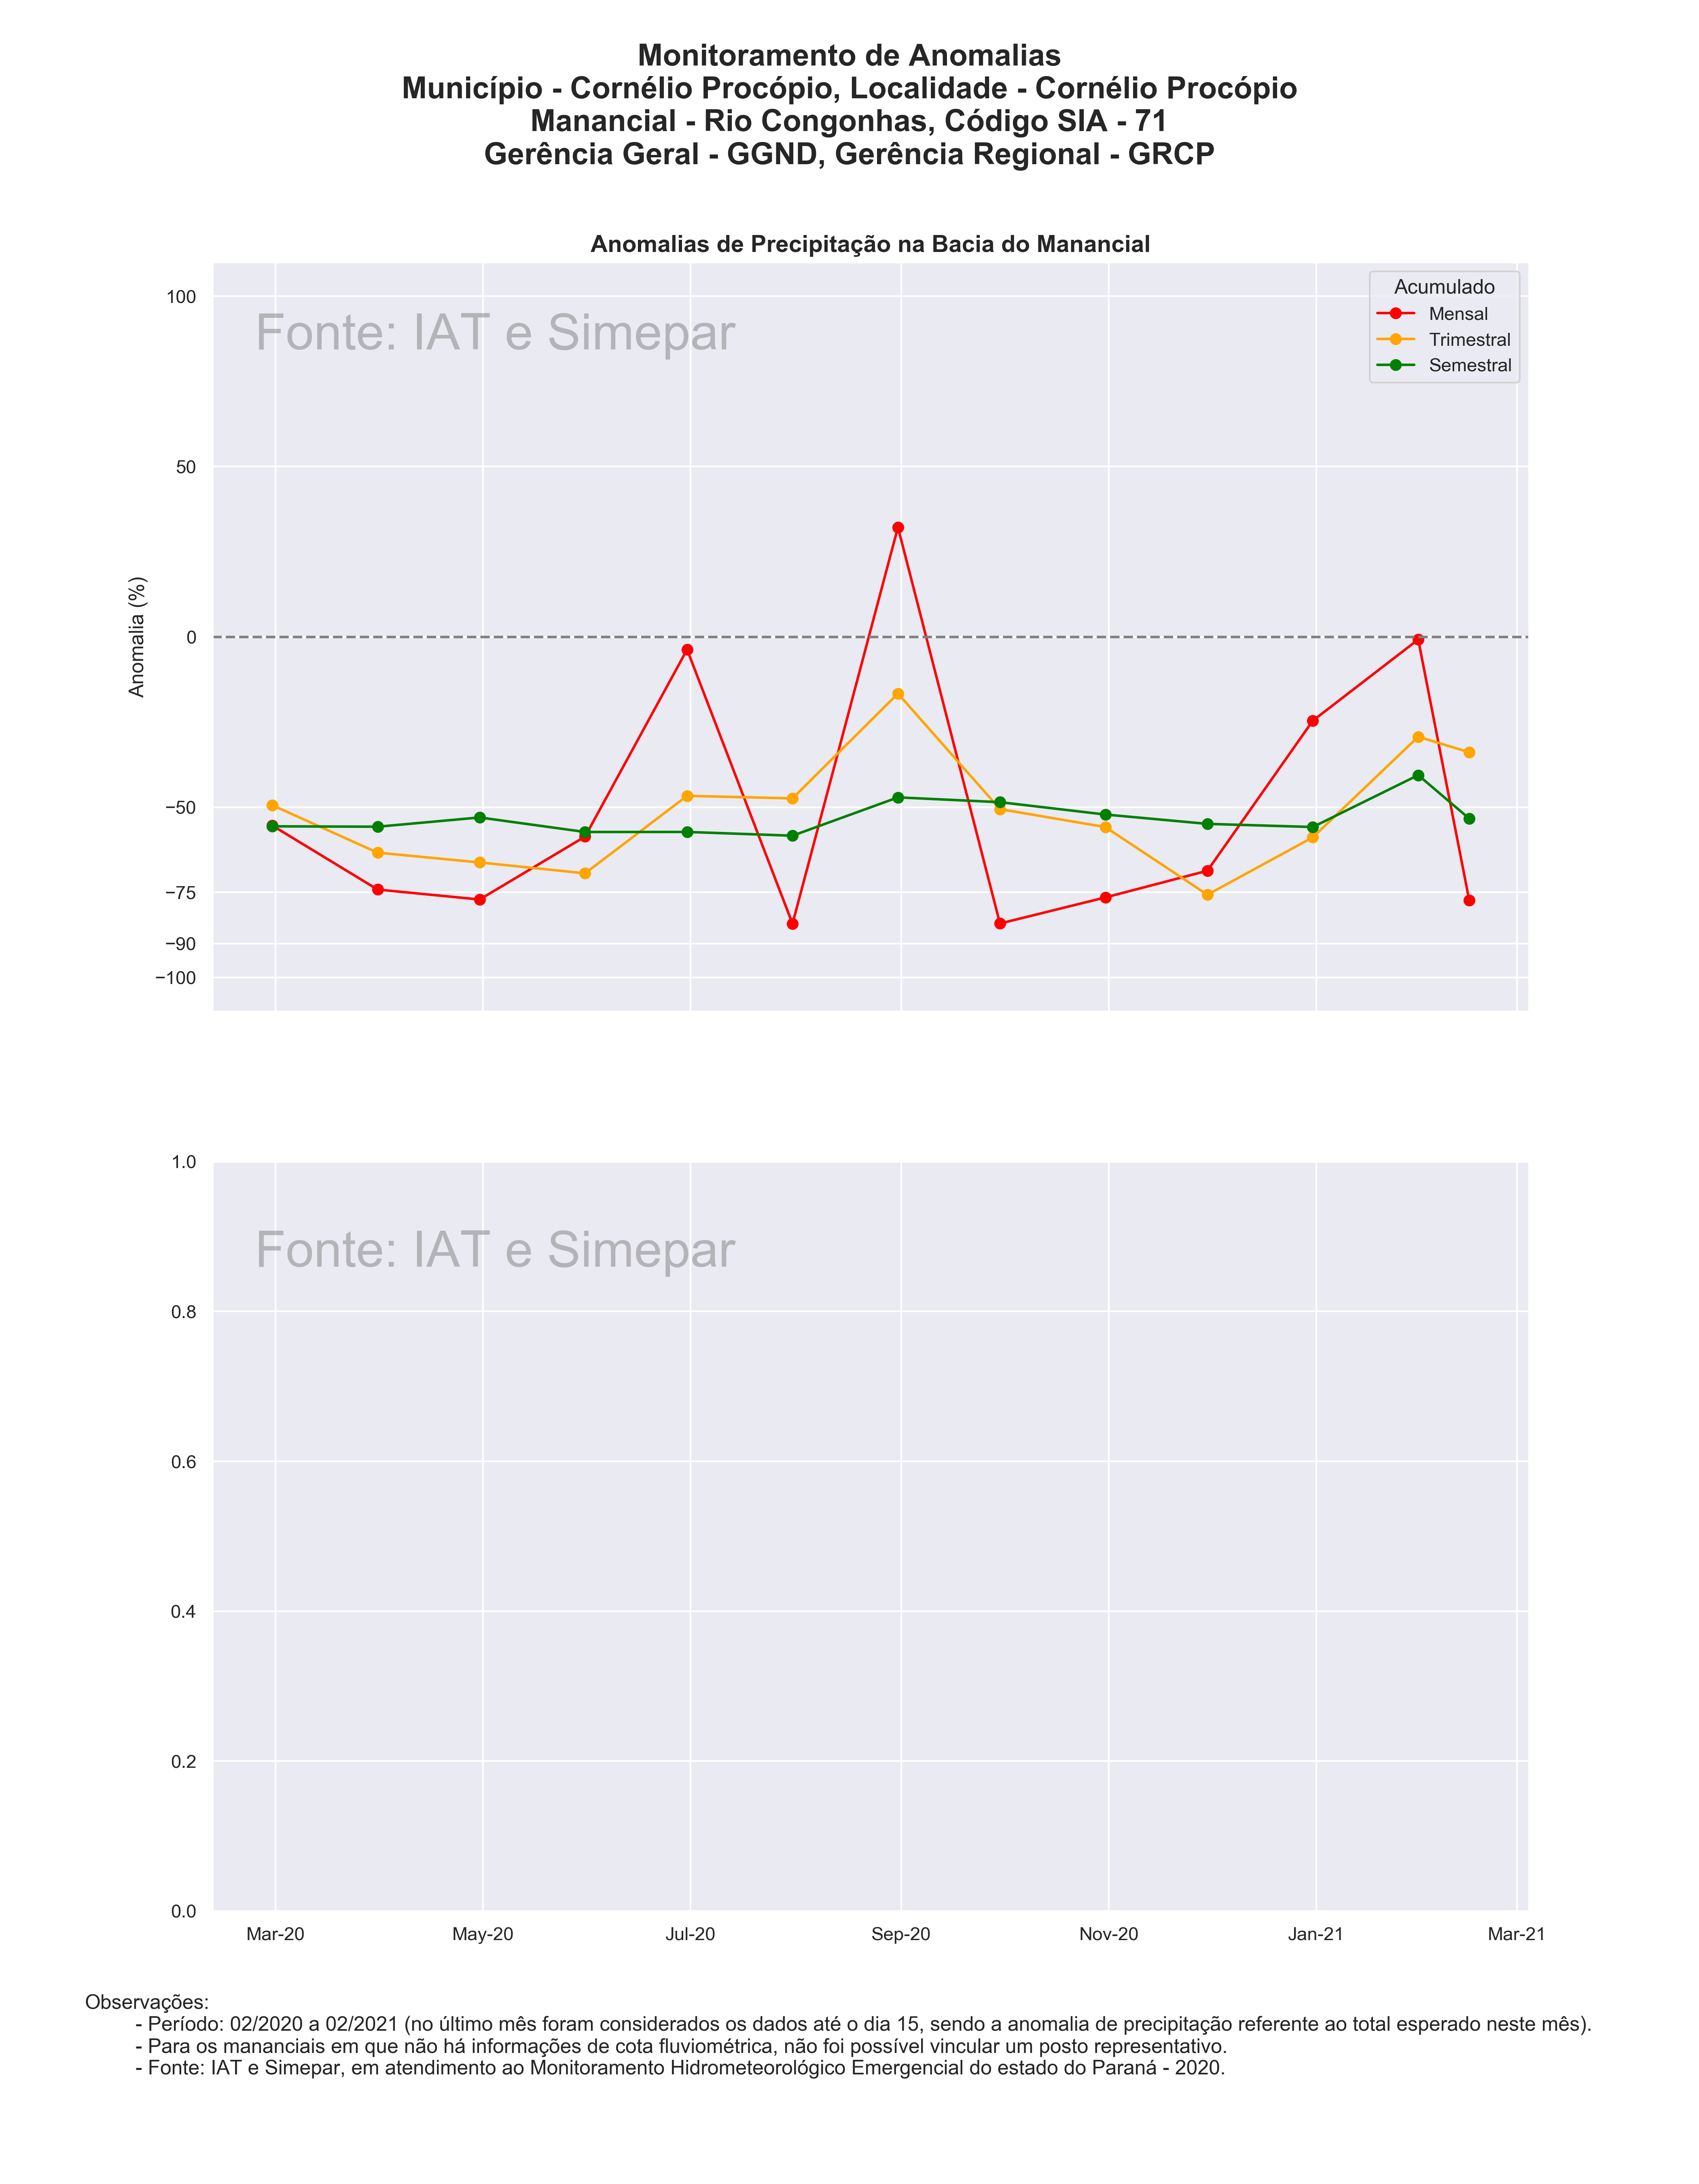 Monitoramento de Anomalias
Município - Cornélio Procópio, Localidade - Cornélio Procópio
Manancial - Rio Congonhas, Código SIA - 71
Gerência Geral - GGND, Gerência Regional - GRCP
Anomalias de Precipitação na Bacia do Manancial
Fonte: IAT e Simepar
Acumulado
Mensal
Trimestral
Semestral
Anomalia (%)
100
50
0
−50
−75
−90
−100
Fonte: IAT e Simepar
1.0
0.8
0.6
0.4
0.2
0.0
Mar-20 May-20 Jul-20 Sep-20 Nov-20 Jan-21 Mar-21
Observações:
- Período: 02/2020 a 02/2021 (no último mês foram considerados os dados até o dia 15, sendo a anomalia de precipitação referente ao total esperado neste mês).
- Para os mananciais em que não há informações de cota fluviométrica, não foi possível vincular um posto representativo.
- Fonte: IAT e Simepar, em atendimento ao Monitoramento Hidrometeorológico Emergencial do estado do Paraná - 2020.